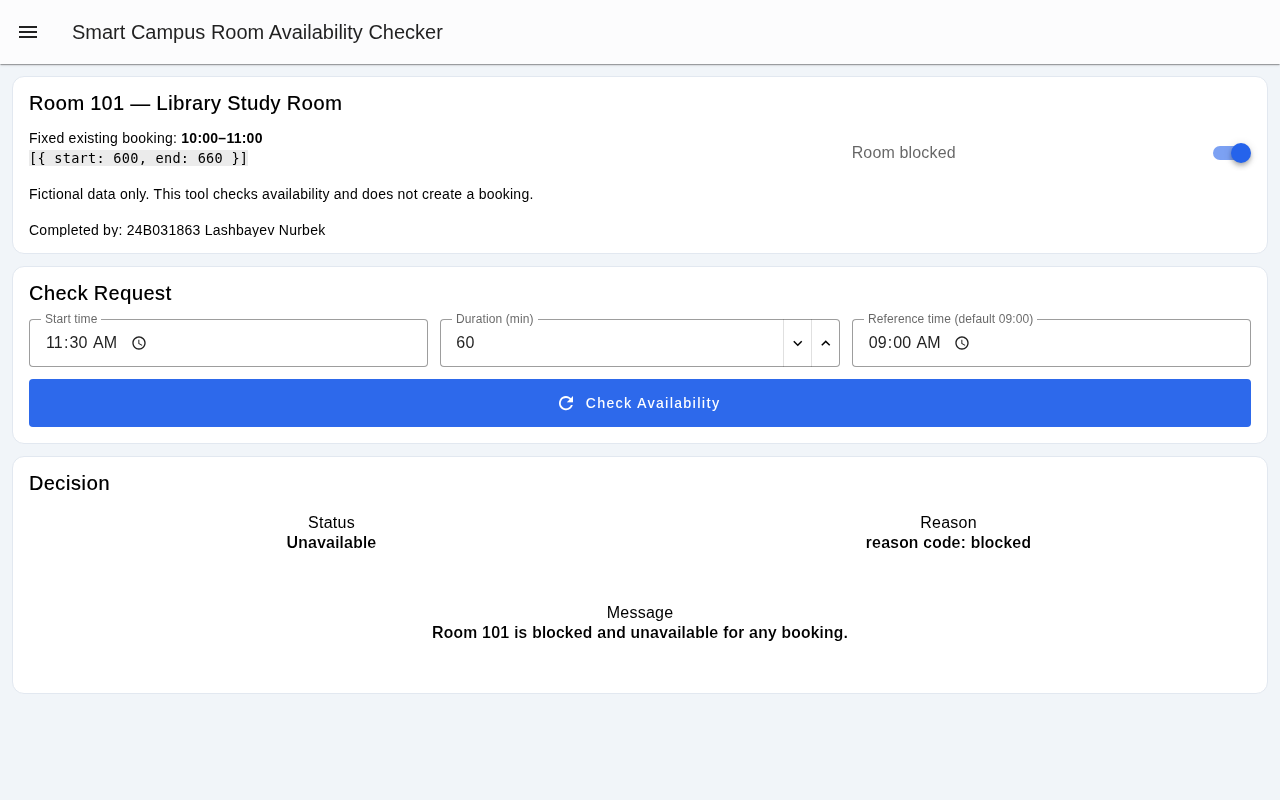 Smart Campus Room Availability Checker
Room 101 — Library Study Room
Fixed existing booking: 10:00–11:00
[{ start: 600, end: 660 }]
Room blocked
Fictional data only. This tool checks availability and does not create a booking.
Completed by: 24B031863 Lashbayev Nurbek
Check Request
Start time
11:30 AM
Duration (min)
60
Reference time (default 09:00)
09:00 AM
Check Availability
Decision
Status
Unavailable
Reason
reason code: blocked
Message
Room 101 is blocked and unavailable for any booking.